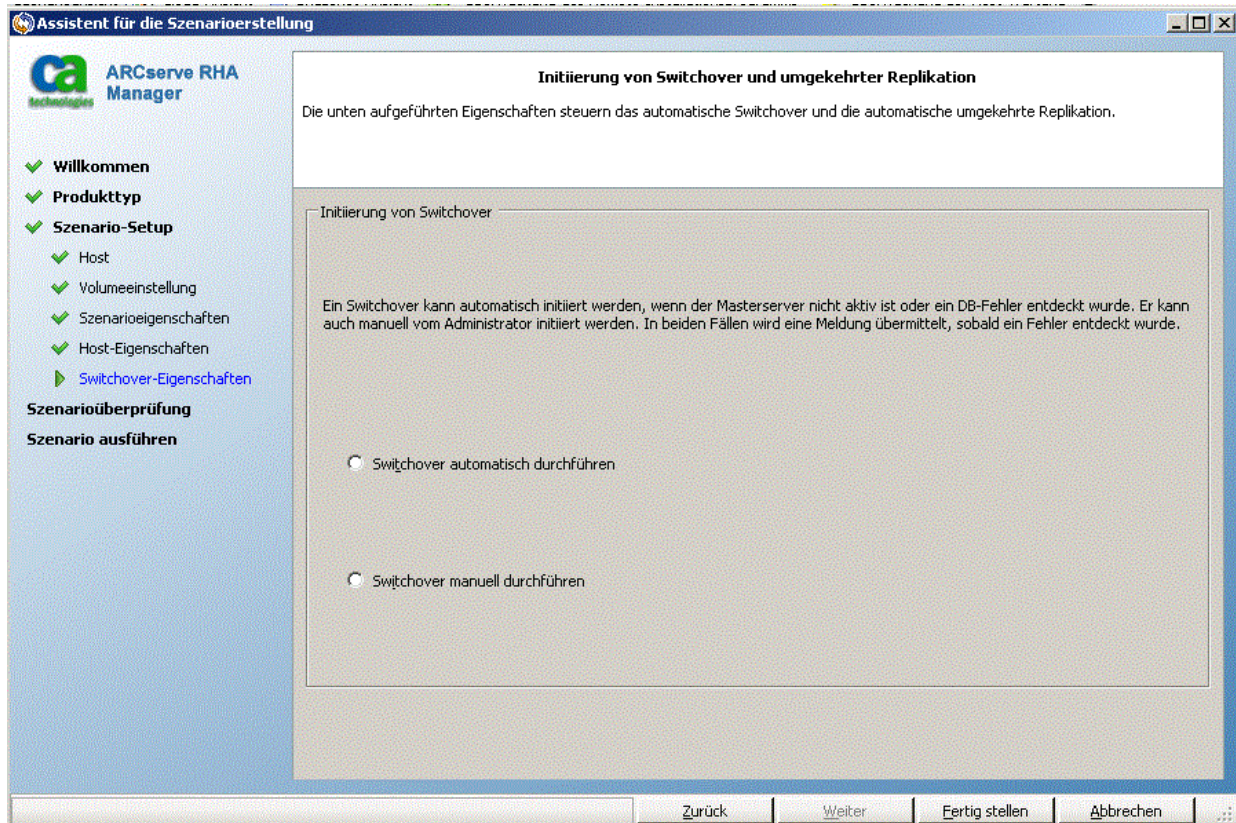 Assistent für die Szenarioerstellung
ca
technologies
ARCserve RHA
Manager
Willkommen
Produkttyp
Szenario-Setup
Host
Volumeeinstellung
Szenarioeigenschaften
Host-Eigenschaften
Switchover-Eigenschaften
Szenarioüberprüfung
Szenario ausführen
Initiierung von Switchover und umgekehrter Replikation
Die unten aufgeführten Eigenschaften steuern das automatische Switchover und die automatische umgekehrte Replikation.
Initiierung von Switchover
Ein Switchover kann automatisch initiiert werden, wenn der Masterserver nicht aktiv ist oder ein DB-Fehler entdeckt wurde. Er kann
auch manuell vom Administrator initiiert werden. In beiden Fällen wird eine Meldung übermittelt, sobald ein Fehler entdeckt wurde.
Switchover automatisch durchführen
Switchover manuell durchführen
Zurück
Weiter
Fertig stellen
Abbrechen